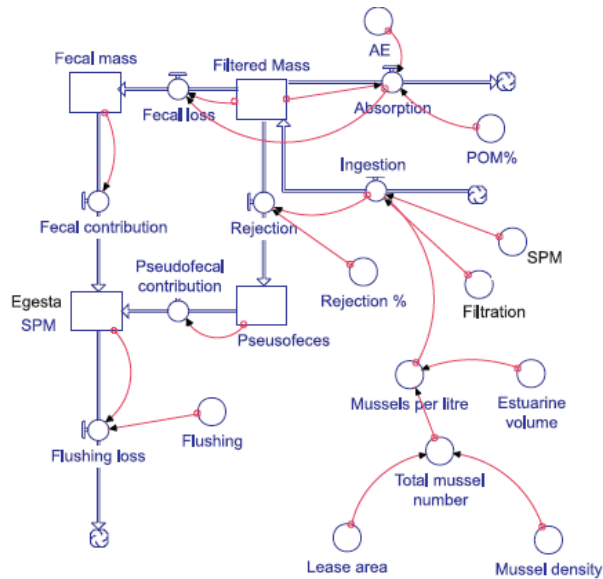 AE
Fecal mass
Filtered Mass
Fecal loss
Absorption
POM%
Ingestion
Fecal contribution
Rejection
SPM
Pseudofecal
contribution
Rejection %
Filtration
Egesta
SPM
Pseusofeces
Mussels per litre
Estuarine
volume
Flushing
Flushing loss
Total mussel
number
Lease area
Mussel density